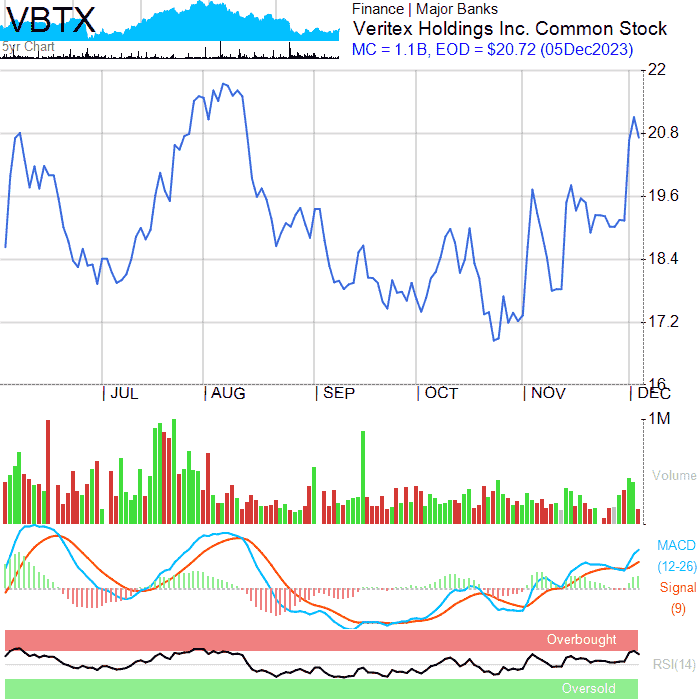 VBTX
5yr Chart
Finance | Major Banks
Veritex Holdings Inc. Common Stock
MC = 1.1B, EOD = $20.72 (05Dec2023)
22
20.8
19.6
18.4
17.2
16
| JUL | AUG | SEP | OCT | NOV | DEC
1M
Volume
MACD
(12-26)
Signal
(9)
Overbought
RSI(14)
Oversold